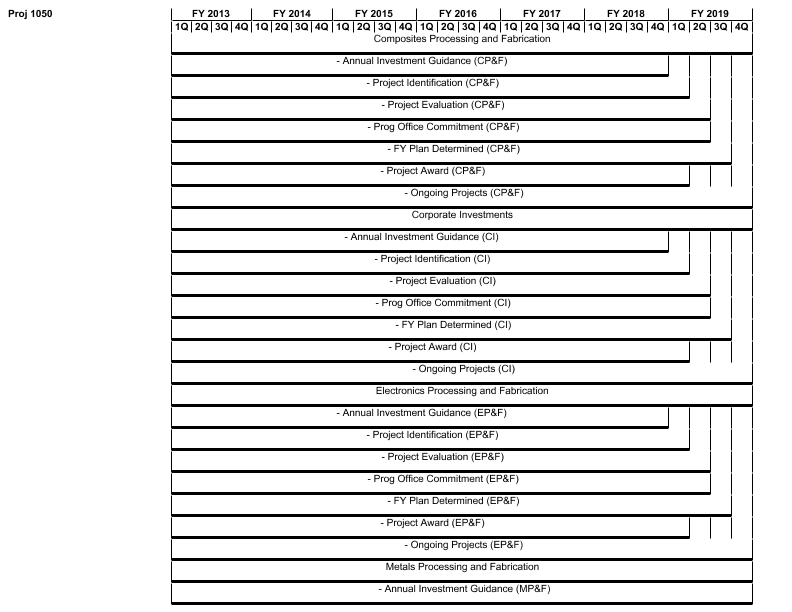 Proj 1050
FY 2013 FY 2014 FY 2015 FY 2016 FY 2017 FY 2018 FY 2019
1Q 2Q 3Q 4Q 1Q 2Q 3Q 4Q 1Q 2Q 3Q 4Q 1Q 2Q 3Q 4Q 1Q 2Q 3Q 4Q 1Q 2Q 3Q 4Q 1Q 2Q 3Q 4Q
Composites Processing and Fabrication
- Annual Investment Guidance (CP&F)
- Project Identification (CP&F)
- Project Evaluation (CP&F)
- Prog Office Commitment (CP&F)
- FY Plan Determined (CP&F)
- Project Award (CP&F)
- Ongoing Projects (CP&F)
Corporate Investments
- Annual Investment Guidance (CI)
- Project Identification (CI)
- Project Evaluation (CI)
- Prog Office Commitment (CI)
- FY Plan Determined (CI)
- Project Award (CI)
- Ongoing Projects (CI)
Electronics Processing and Fabrication
- Annual Investment Guidance (EP&F)
- Project Identification (EP&F)
- Project Evaluation (EP&F)
- Prog Office Commitment (EP&F)
- FY Plan Determined (EP&F)
- Project Award (EP&F)
- Ongoing Projects (EP&F)
Metals Processing and Fabrication
- Annual Investment Guidance (MP&F)